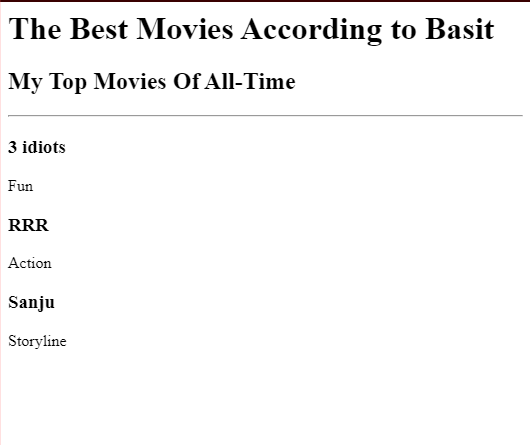 The Best Movies According to Basit
My Top Movies Of All-Time
3 idiots
Fun
RRR
Action
Sanju
Storyline